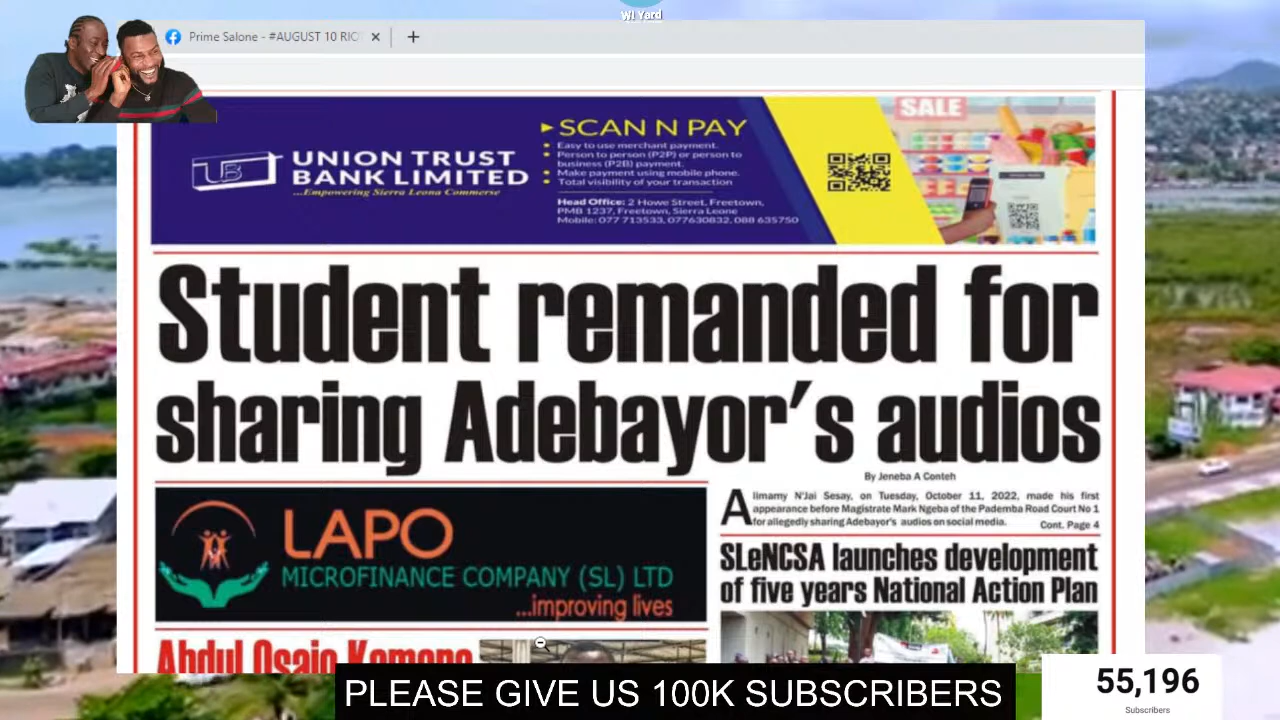 WI Yard
Prime Salone - #AUGUST 10 RIC
UNION TRUST
BANK LIMITED
...Empowering Sierra Leona Commerse
SCAN N PAY
Easy to use merchant payment.
Person to person (P2P) or person to
business (P2B) payment.
Make payment using mobile phone.
Total visibility of your transaction
Head Office: 2 Howe Street, Freetown,
PMB 1237, Freetown, Sierra Leone
Mobile: 077 713533, 077630832, 088 635750
SALE
Student remanded for
sharing Adebayor's audios
By Jeneba A Conteh
Alimamy N'Jai Sesay, on Tuesday, October 11, 2022, made his first
appearance before Magistrate Mark Ngeba of the Pademba Road Court No 1
for allegedly sharing Adebayor's audios on social media.
Cont. Page 4
LAPO
MICROFINANCE COMPANY (SL) LTD
...improving lives
SLeNCSA launches development
of five years National Action Plan
Abdul Osaio Kamara
PLEASE GIVE US 100K SUBSCRIBERS
55,196
Subscribers